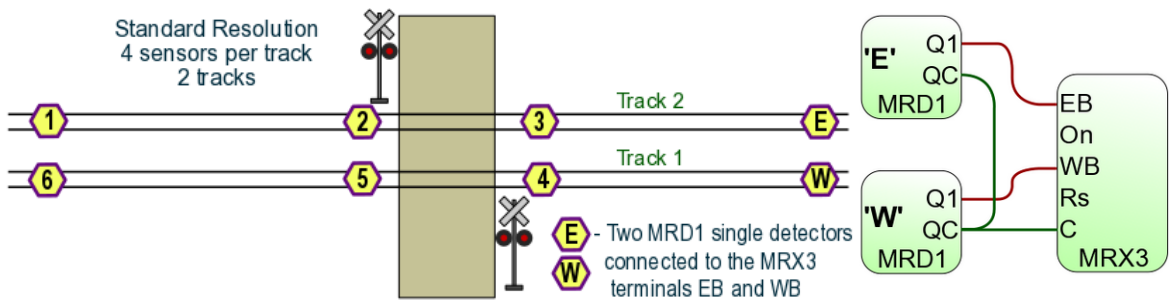 Standard Resolution
4 sensors per track
2 tracks
1
2
3
Track 2
E
6
5
4
Track 1
W
E - Two MRD1 single detectors
W connected to the MRX3
terminals EB and WB
'E'
Q1
QC
MRD1
'W'
Q1
QC
MRD1
EB
On
WB
Rs
C
MRX3